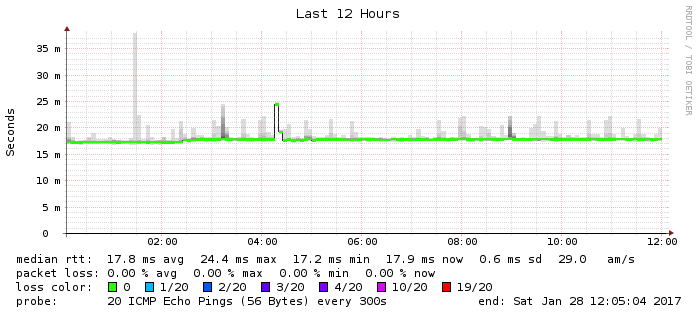 Last 12 Hours
RRDTOOL / TOBI OETIKER
Seconds
35 m
30 m
25 m
20 m
15 m
10 m
5 m
0
02:00 04:00 06:00 08:00 10:00 12:00
median rtt: 17.8 ms avg 24.4 ms max 17.2 ms min 17.9 ms now 0.6 ms sd 29.0 am/s
packet loss: 0.00 % avg 0.00 % max 0.00 % min 0.00 % now
loss color: 0 1/20 2/20 3/20 4/20 10/20 19/20
probe: 20 ICMP Echo Pings (56 Bytes) every 300s end: Sat Jan 28 12:05:04 2017